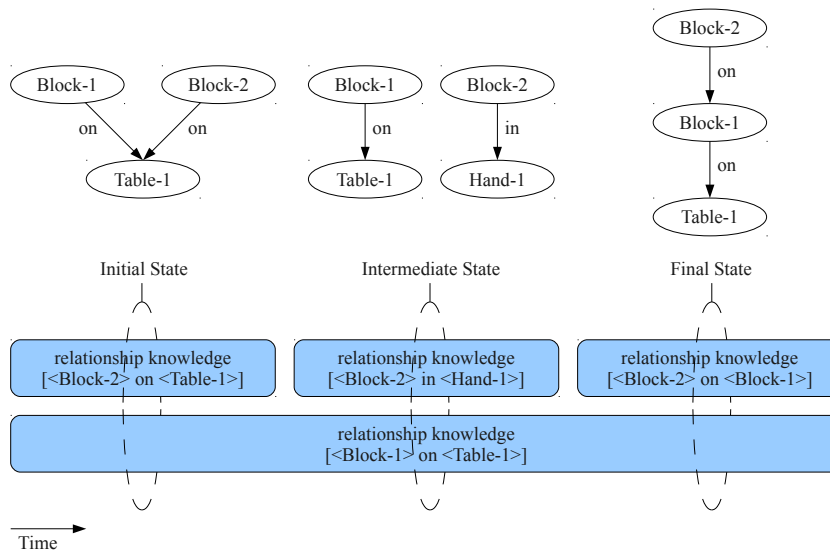 Block-2
on
Block-1
Block-2
Block-1
Block-2
Block-1
on
on
on
in
on
Table-1
Table-1
Hand-1
Table-1
Initial State
Intermediate State
Final State
relationship knowledge
[<Block-2> on <Table-1>]
relationship knowledge
[<Block-2> in <Hand-1>]
relationship knowledge
[<Block-2> on <Block-1>]
relationship knowledge
[<Block-1> on <Table-1>]
Time